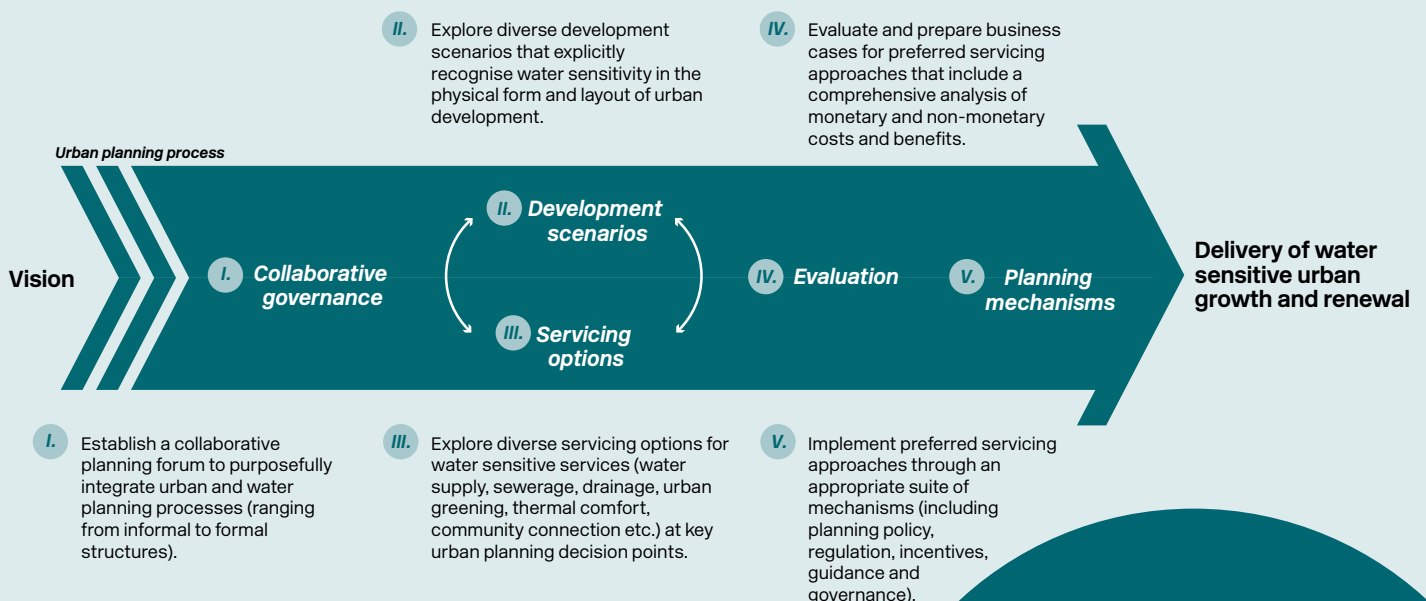 II.
Explore diverse development
scenarios that explicitly
recognise water sensitivity in the
physical form and layout of urban
development.
IV.
Evaluate and prepare business
cases for preferred servicing
approaches that include a
comprehensive analysis of
monetary and non-monetary
costs and benefits.
Urban planning process
Vision
I.
Collaborative
governance
II.
Development
scenarios
III.
Servicing
options
IV.
Evaluation
V.
Planning
mechanisms
Delivery of water
sensitive urban
growth and renewal
I.
Establish a collaborative
planning forum to purposefully
integrate urban and water
planning processes (ranging
from informal to formal
structures).
III.
Explore diverse servicing options for
water sensitive services (water
supply, sewerage, drainage, urban
greening, thermal comfort,
community connection etc.) at key
urban planning decision points.
V.
Implement preferred servicing
approaches through an
appropriate suite of
mechanisms (including
planning policy,
regulation, incentives,
guidance and
governance).